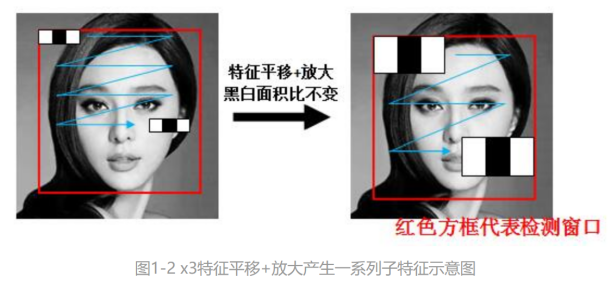 特征平移+放大
黑白面积比不变
红色方框代表检测窗口
图1-2 x3特征平移+放大产生一系列子特征示意图